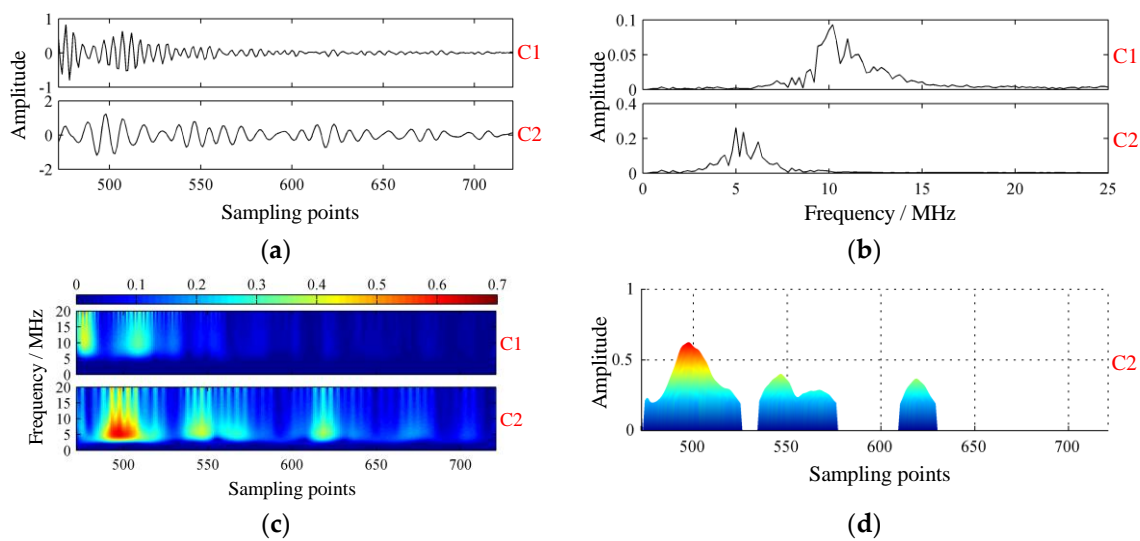 1
0
-1
Amplitude
C1
2
0
-2
C2
500
550
600
650
700
Sampling points
(a)
0.1
0.05
0
Amplitude
C1
0.4
0.2
0
C2
0
5
10
15
20
25
Frequency / MHz
(b)
0
0.1
0.2
0.3
0.4
0.5
0.6
0.7
20
15
10
5
0
Frequency / MHz
C1
20
15
10
5
0
C2
500
550
600
650
700
Sampling points
(c)
1
0.5
0
Amplitude
C2
500
550
600
650
700
Sampling points
(d)